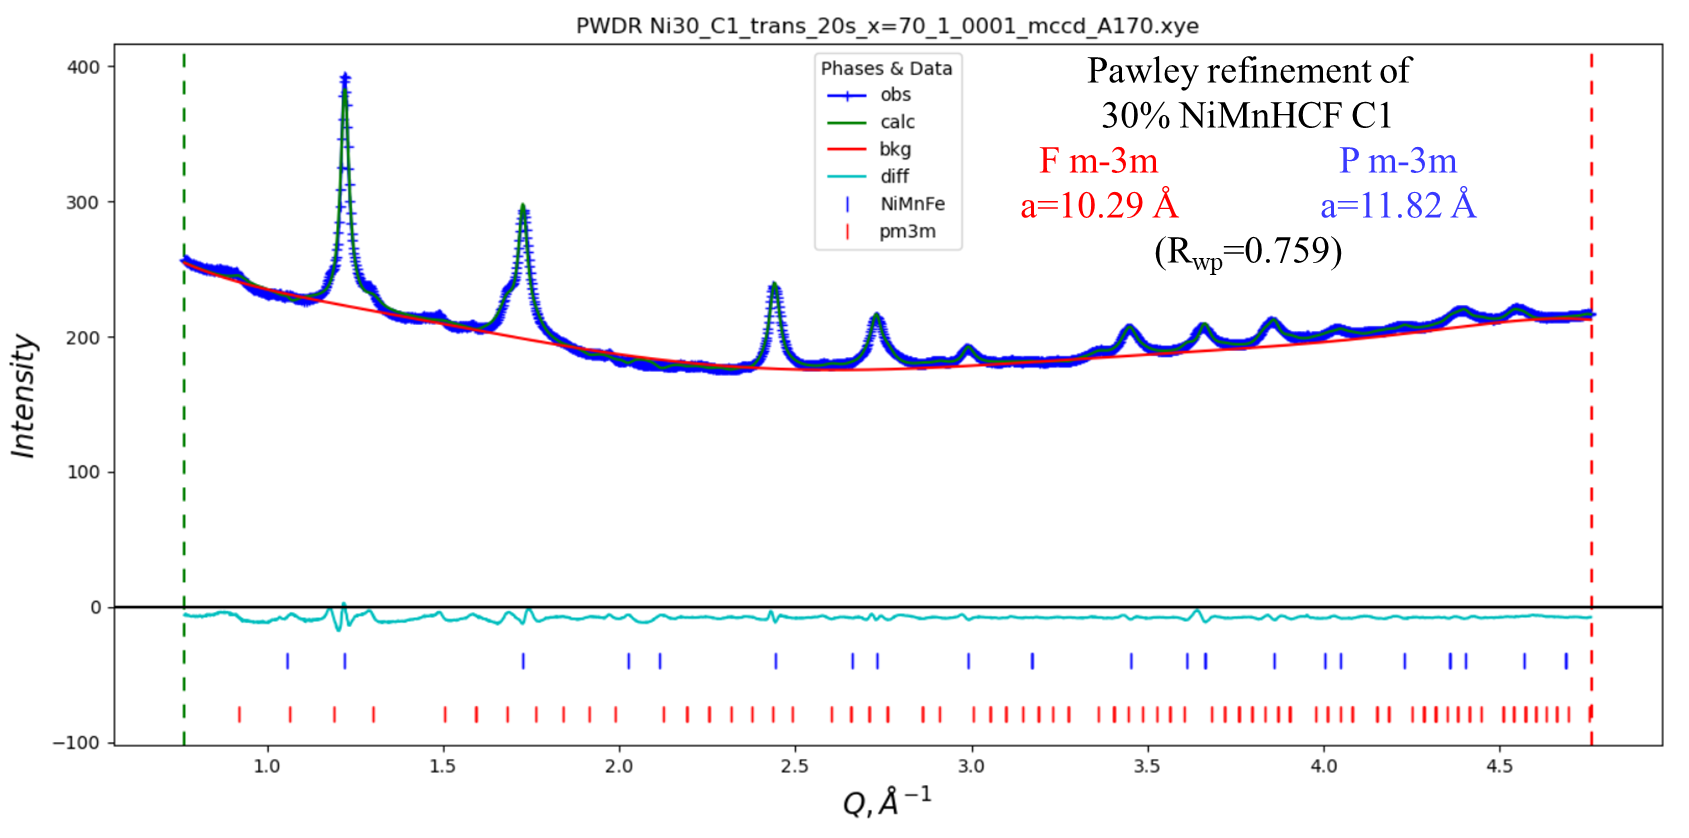 PWDR Ni30_C1_trans_20s_x=70_1_0001_mccd_A170.xye
400
300
200
100
0
−100
Intensity
Phases & Data
obs
calc
bkg
diff
NiMnFe
pm3m
Pawley refinement of
30% NiMnHCF C1
F m-3m P m-3m
a=10.29 Å a=11.82 Å
(Rwp=0.759)
1.0 1.5 2.0 2.5 3.0 3.5 4.0 4.5
Q, Å⁻¹